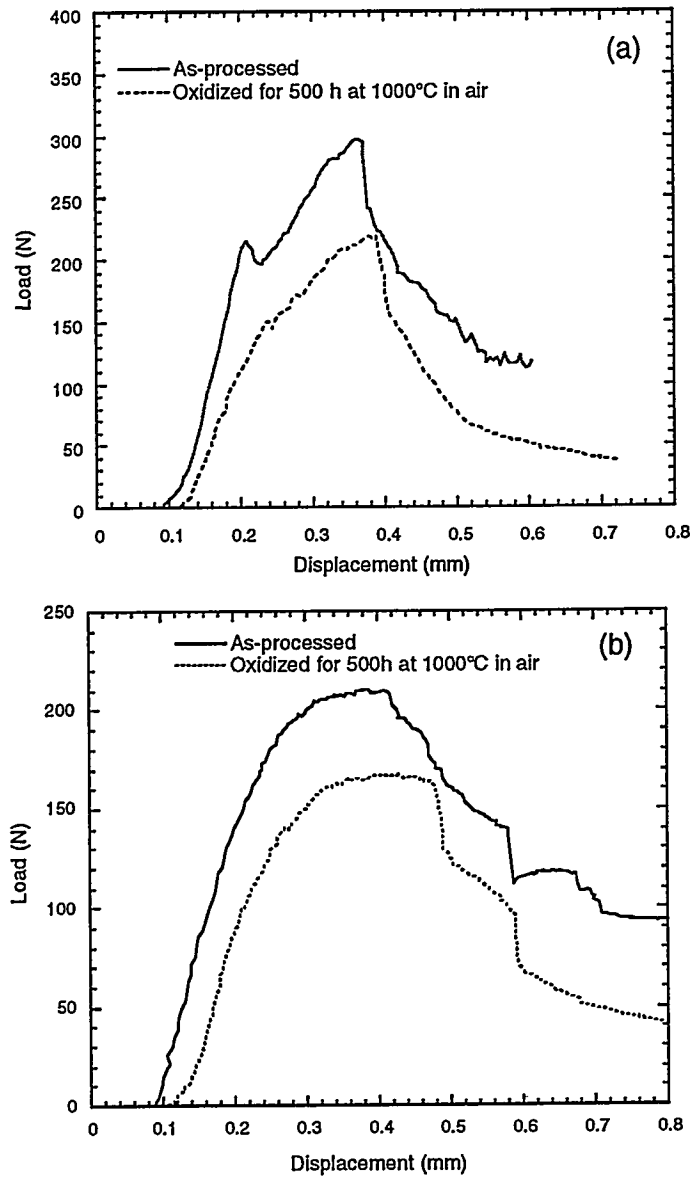 400
350
300
250
200
150
100
50
0
Load (N)
(a)
As-processed
Oxidized for 500 h at 1000°C in air
0 0.1 0.2 0.3 0.4 0.5 0.6 0.7 0.8
Displacement (mm)
250
200
150
100
50
0
Load (N)
(b)
As-processed
Oxidized for 500h at 1000°C in air
0 0.1 0.2 0.3 0.4 0.5 0.6 0.7 0.8
Displacement (mm)